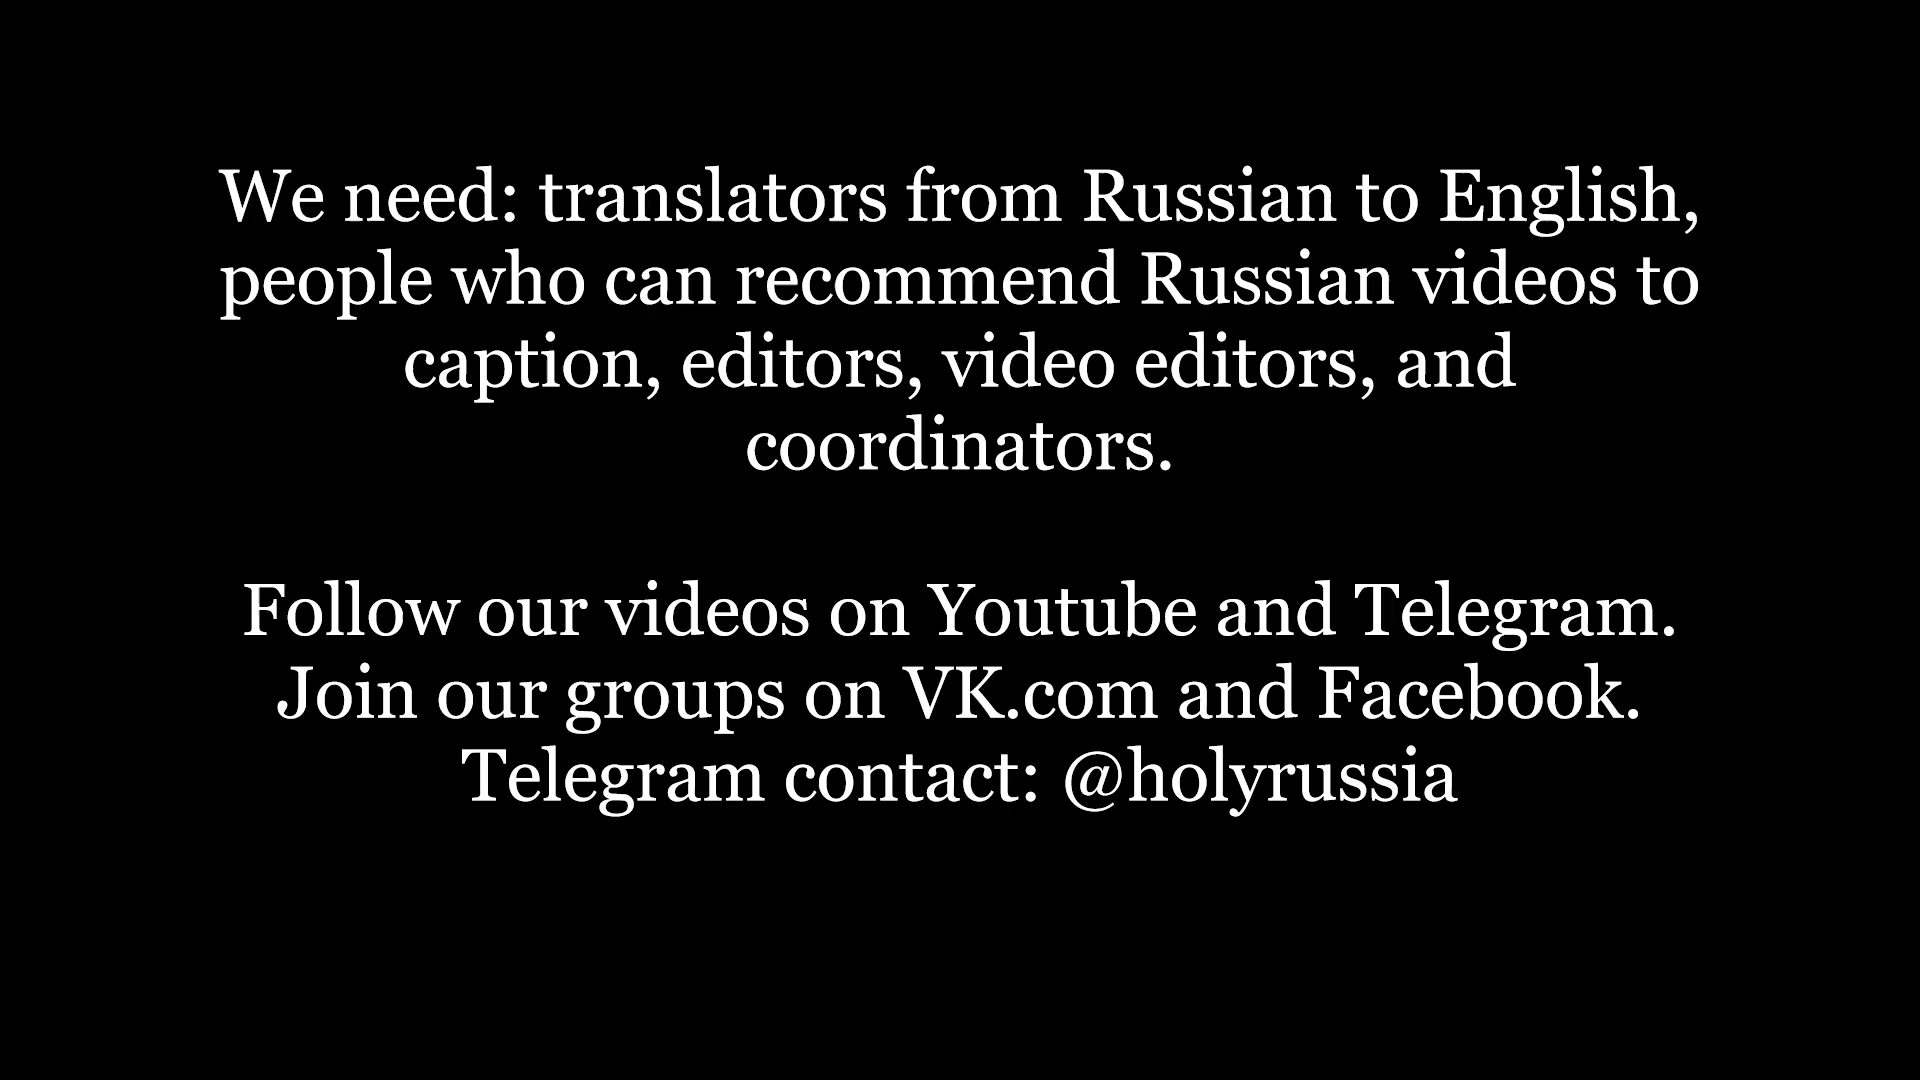 We need: translators from Russian to English,
people who can recommend Russian videos to
caption, editors, video editors, and
coordinators.
Follow our videos on Youtube and Telegram.
Join our groups on VK.com and Facebook.
Telegram contact: @holyrussia